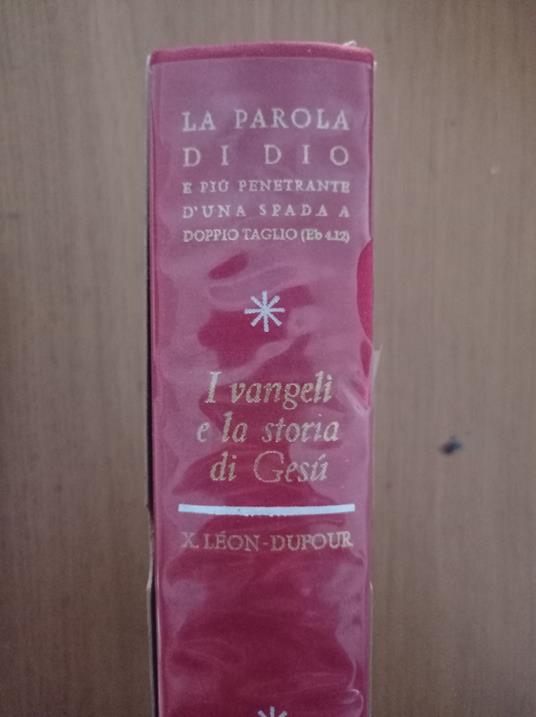 LA PAROLA
DI DIO
E PIÚ PENETRANTE
D'UNA SPADA A
DOPPIO TAGLIO (Eb 4.12)
I vangeli
e la storia
di Gesú
X. LÉON-DUFOUR